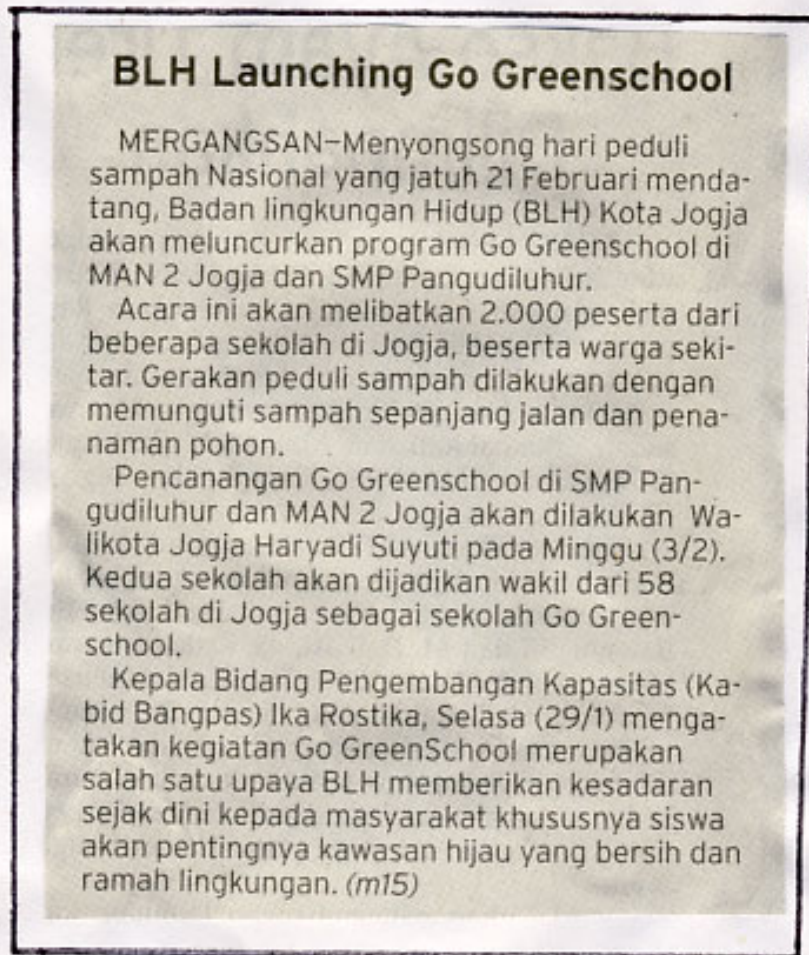 BLH Launching Go Greenschool
MERGANGSAN–Menyongsong hari peduli
sampah Nasional yang jatuh 21 Februari menda-
tang, Badan lingkungan Hidup (BLH) Kota Jogja
akan meluncurkan program Go Greenschool di
MAN 2 Jogja dan SMP Pangudiluhur.
Acara ini akan melibatkan 2.000 peserta dari
beberapa sekolah di Jogja, beserta warga seki-
tar. Gerakan peduli sampah dilakukan dengan
memunguti sampah sepanjang jalan dan pena-
naman pohon.
Pencanangan Go Greenschool di SMP Pan-
gudiluhur dan MAN 2 Jogja akan dilakukan Wa-
likota Jogja Haryadi Suyuti pada Minggu (3/2).
Kedua sekolah akan dijadikan wakil dari 58
sekolah di Jogja sebagai sekolah Go Green-
school.
Kepala Bidang Pengembangan Kapasitas (Ka-
bid Bangpas) Ika Rostika, Selasa (29/1) menga-
takan kegiatan Go GreenSchool merupakan
salah satu upaya BLH memberikan kesadaran
sejak dini kepada masyarakat khususnya siswa
akan pentingnya kawasan hijau yang bersih dan
ramah lingkungan. (m15)